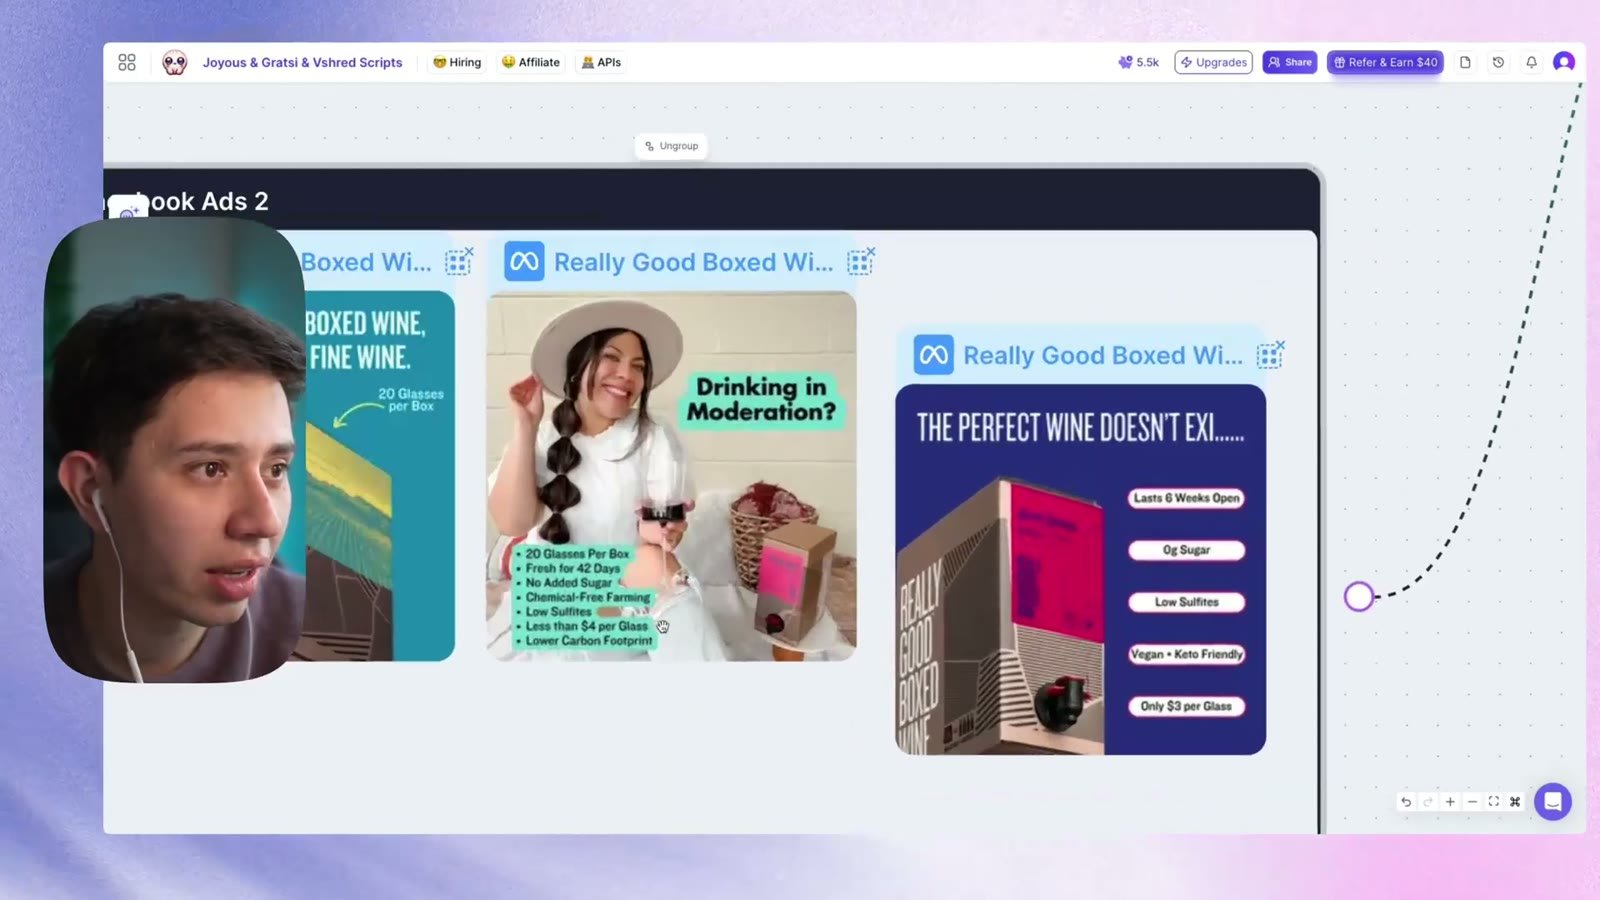 Joyous & Gratsi & Vshred Scripts
Hiring
Affiliate
APIs
5.5k
Upgrades
Share
Refer & Earn $40
Ungroup
book Ads 2
Boxed Wi...
BOXED WINE,
FINE WINE.
20 Glasses
per Box
Really Good Boxed Wi...
Drinking in
Moderation?
• 20 Glasses Per Box
• Fresh for 42 Days
• No Added Sugar
• Chemical-Free Farming
• Low Sulfites
• Less than $4 per Glass
• Lower Carbon Footprint
Really Good Boxed Wi...
THE PERFECT WINE DOESN'T EXI......
Lasts 6 Weeks Open
0g Sugar
Low Sulfites
Vegan • Keto Friendly
Only $3 per Glass
REALLY
GOOD
BOXED
WINE